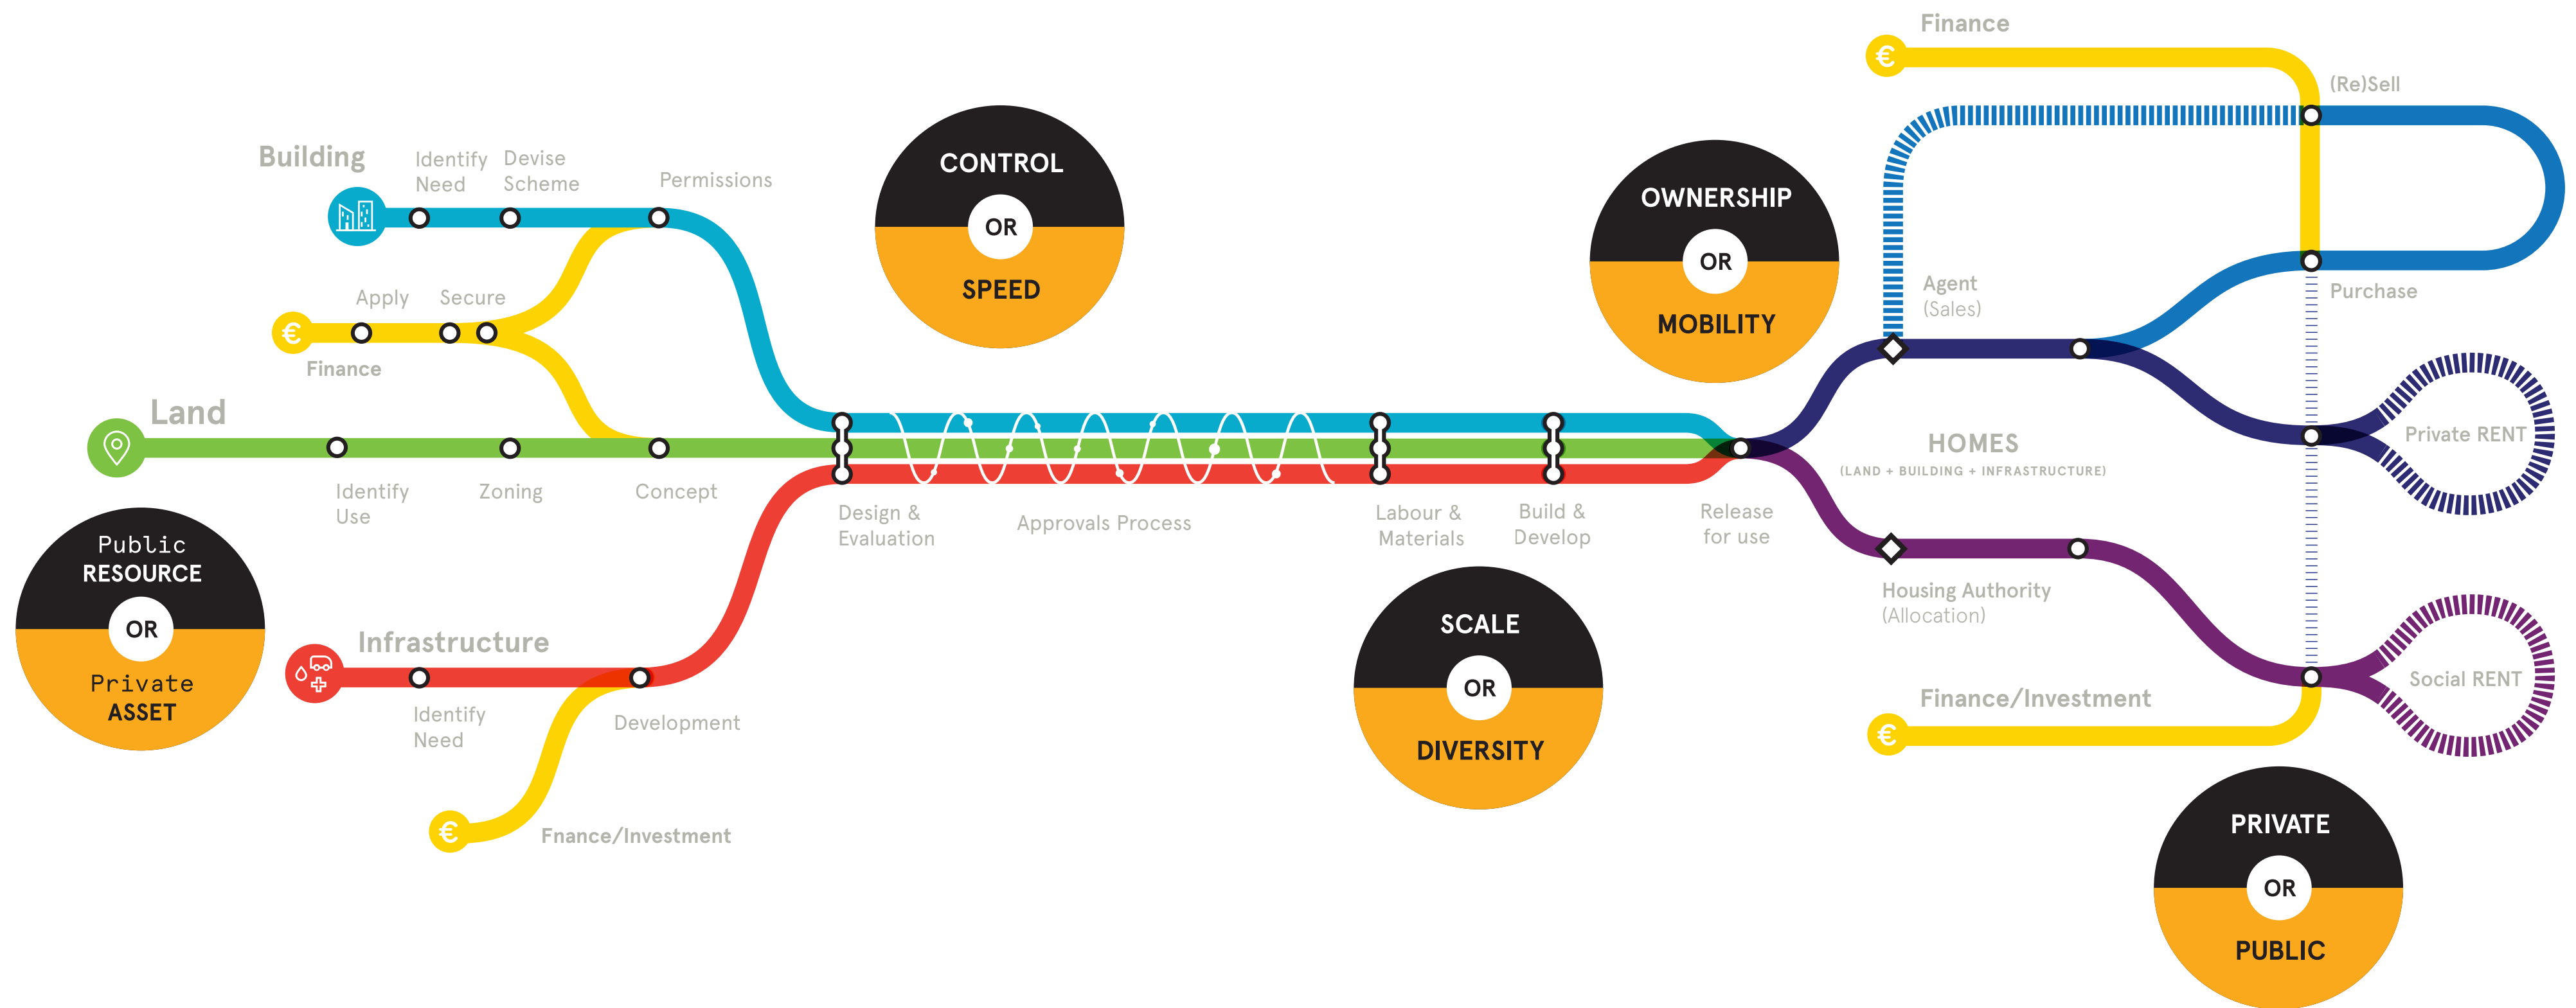 Finance
€
(Re)Sell
Building
Identify
Need
Devise
Scheme
Permissions
CONTROL
OR
SPEED
OWNERSHIP
OR
MOBILITY
Apply
Secure
€
Finance
Agent
(Sales)
Purchase
Land
Identify
Use
Zoning
Concept
Design &
Evaluation
Approvals Process
Labour &
Materials
Build &
Develop
Release
for use
HOMES
(LAND + BUILDING + INFRASTRUCTURE)
Private RENT
Public
RESOURCE
OR
Private
ASSET
Infrastructure
Identify
Need
Development
€
Fnance/Investment
SCALE
OR
DIVERSITY
Housing Authority
(Allocation)
Social RENT
Finance/Investment
€
PRIVATE
OR
PUBLIC